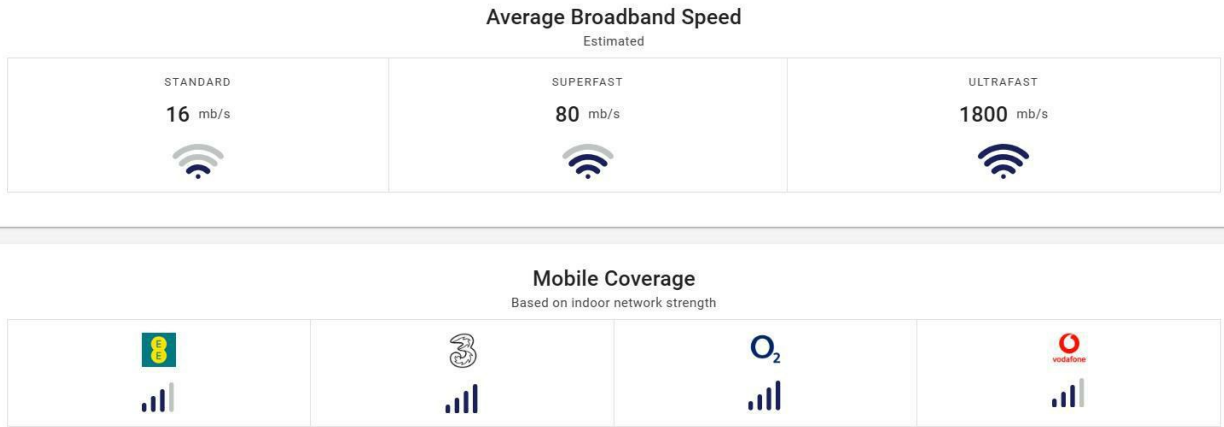 Average Broadband Speed
Estimated
STANDARD
16 mb/s
SUPERFAST
80 mb/s
ULTRAFAST
1800 mb/s
Mobile Coverage
Based on indoor network strength
E
E
3
O2
vodafone